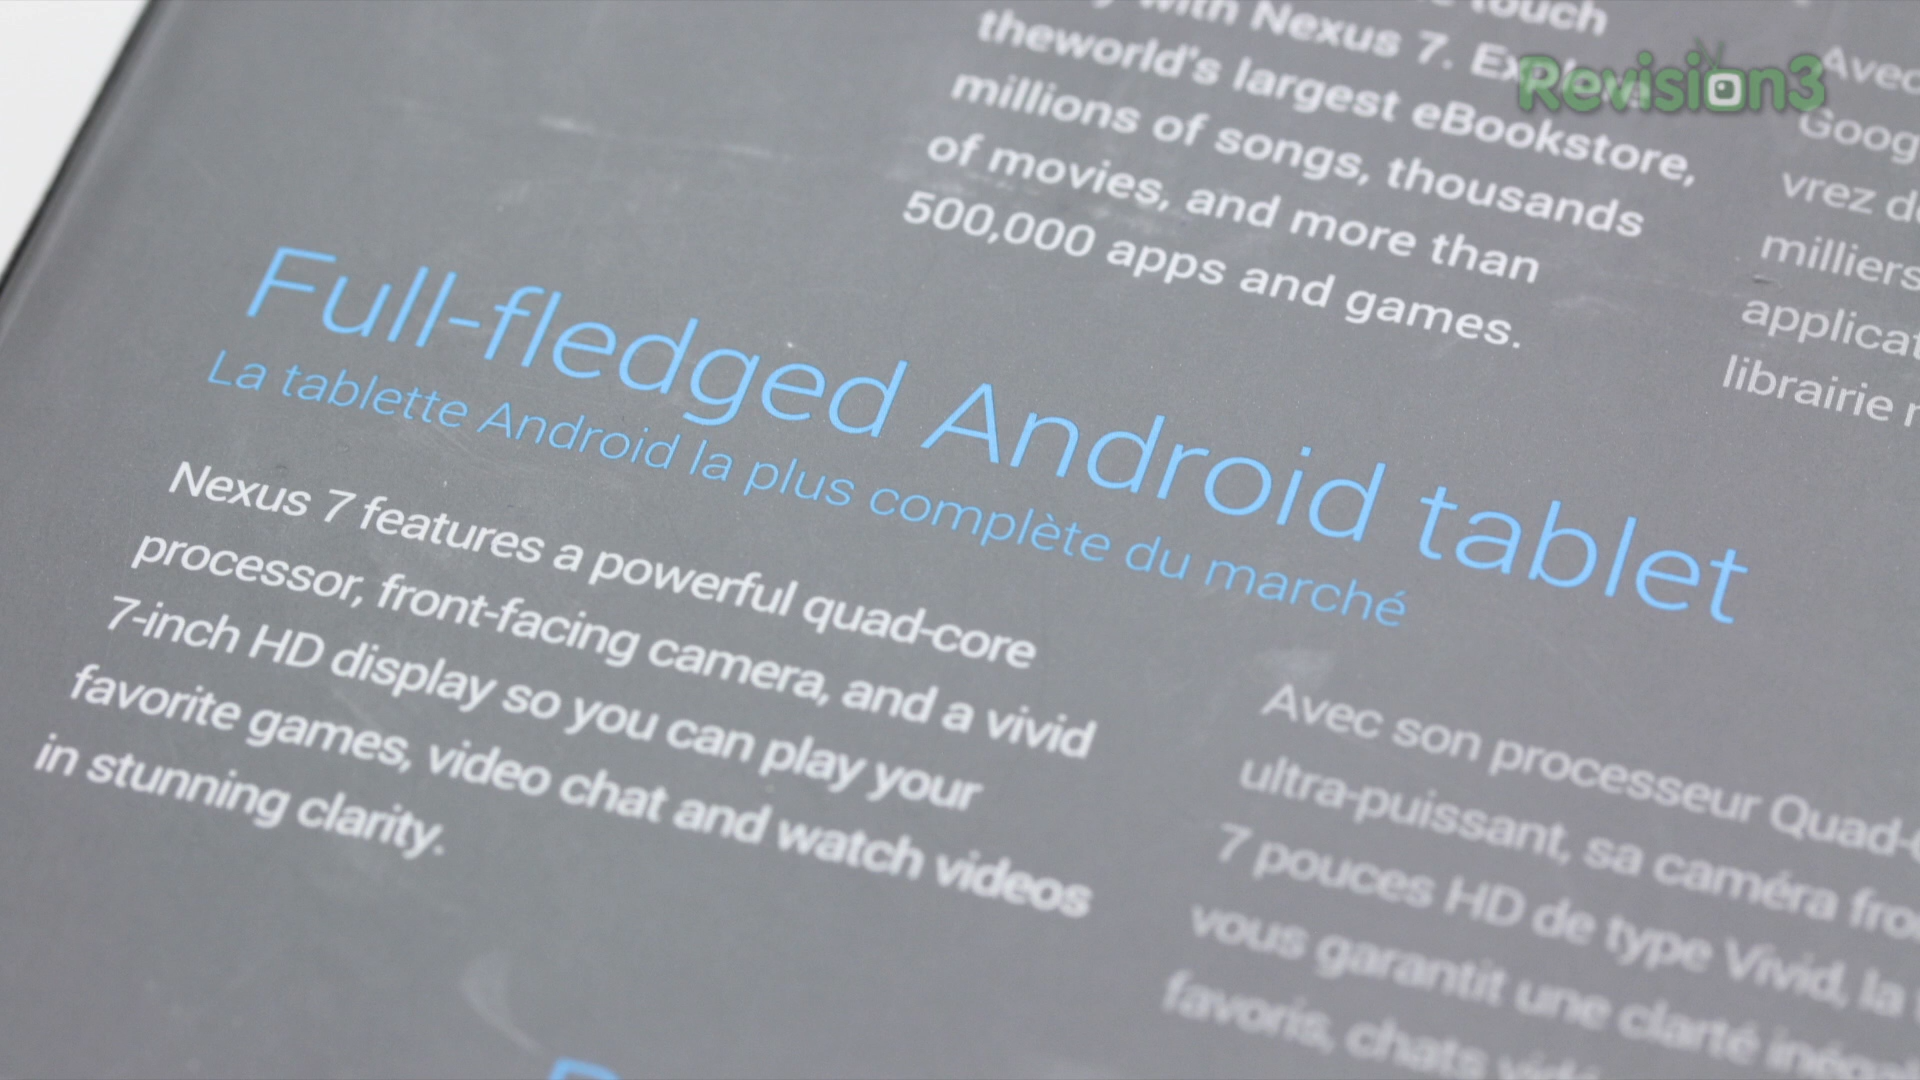 touch
with Nexus 7. Explore
theworld's largest eBookstore,
millions of songs, thousands
of movies, and more than
500,000 apps and games.
Revision3
Avec
Goog
vrez d
milliers
applicat
librairie
Full-fledged Android tablet
La tablette Android la plus complète du marché
Nexus 7 features a powerful quad-core
processor, front-facing camera, and a vivid
7-inch HD display so you can play your
favorite games, video chat and watch videos
in stunning clarity.
Avec son processeur Quad-
ultra-puissant, sa caméra fro
7 pouces HD de type Vivid, la
vous garantit une clarté inéga
favoris, chats vidé